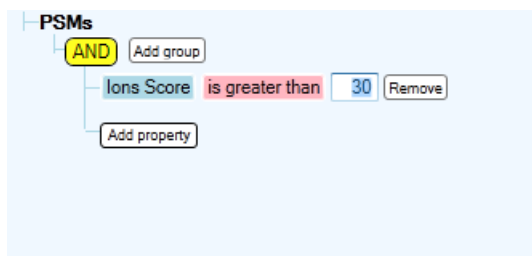 PSMs
AND Add group
Ions Score is greater than 30 Remove
Add property